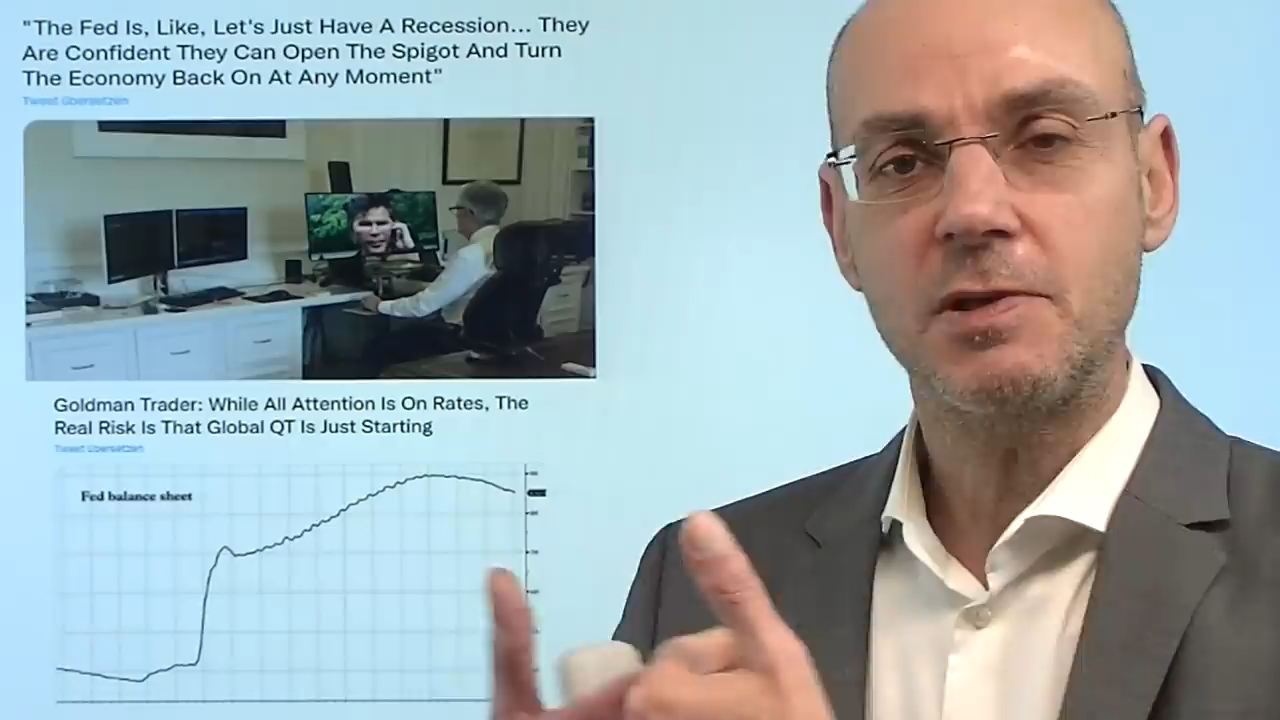 "The Fed Is, Like, Let's Just Have A Recession... They
Are Confident They Can Open The Spigot And Turn
The Economy Back On At Any Moment"
Tweet übersetzen
Goldman Trader: While All Attention Is On Rates, The
Real Risk Is That Global QT Is Just Starting
Tweet übersetzen
Fed balance sheet